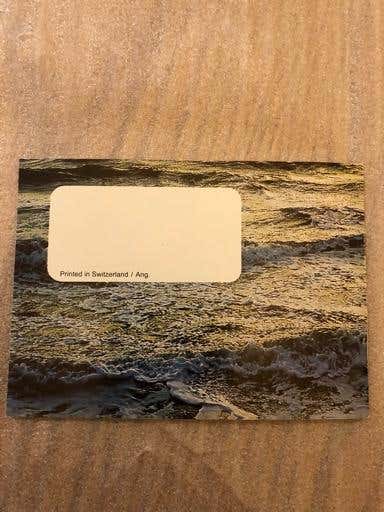 Printed in Switzerland / Ang.